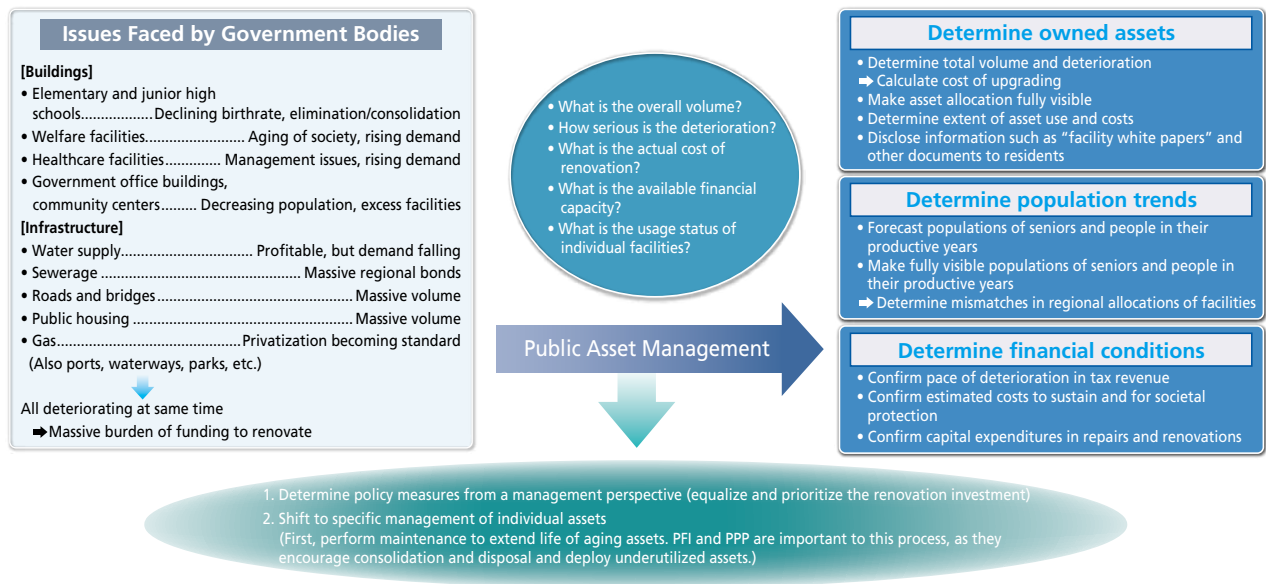 Issues Faced by Government Bodies
[Buildings]
• Elementary and junior high
schools..................Declining birthrate, elimination/consolidation
• Welfare facilities......................... Aging of society, rising demand
• Healthcare facilities.............. Management issues, rising demand
• Government office buildings,
community centers......... Decreasing population, excess facilities
[Infrastructure]
• Water supply................................. Profitable, but demand falling
• Sewerage .................................................. Massive regional bonds
• Roads and bridges................................................. Massive volume
• Public housing ....................................................... Massive volume
• Gas..............................................Privatization becoming standard
(Also ports, waterways, parks, etc.)
All deteriorating at same time
➡Massive burden of funding to renovate
• What is the overall volume?
• How serious is the deterioration?
• What is the actual cost of
renovation?
• What is the available financial
capacity?
• What is the usage status of
individual facilities?
Public Asset Management
Determine owned assets
• Determine total volume and deterioration
➡ Calculate cost of upgrading
• Make asset allocation fully visible
• Determine extent of asset use and costs
• Disclose information such as “facility white papers” and
other documents to residents
Determine population trends
• Forecast populations of seniors and people in their
productive years
• Make fully visible populations of seniors and people in
their productive years
➡ Determine mismatches in regional allocations of facilities
Determine financial conditions
• Confirm pace of deterioration in tax revenue
• Confirm estimated costs to sustain and for societal
protection
• Confirm capital expenditures in repairs and renovations
1. Determine policy measures from a management perspective (equalize and prioritize the renovation investment)
2. Shift to specific management of individual assets
(First, perform maintenance to extend life of aging assets. PFI and PPP are important to this process, as they
encourage consolidation and disposal and deploy underutilized assets.)